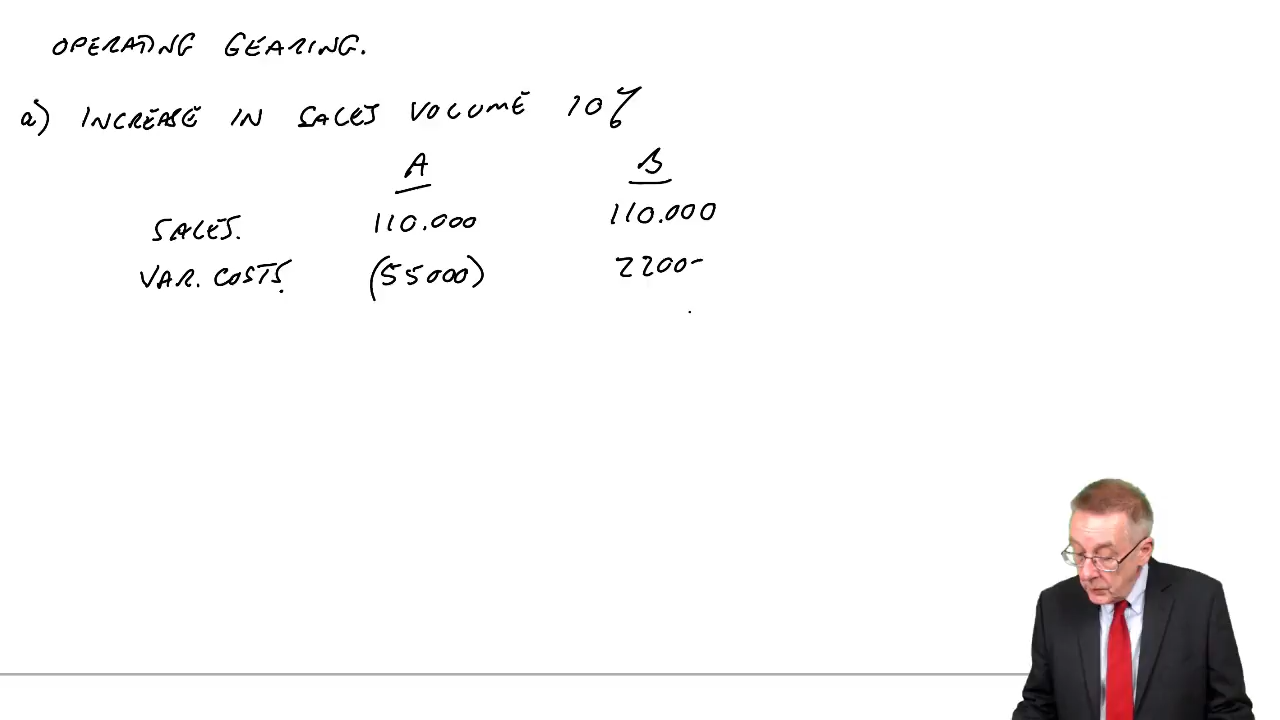 OPERATING GEARING.
a) INCREASE IN SALES VOLUME 10%
A B
SALES. 110.000 110.000
VAR. COSTS. (55000) 2200